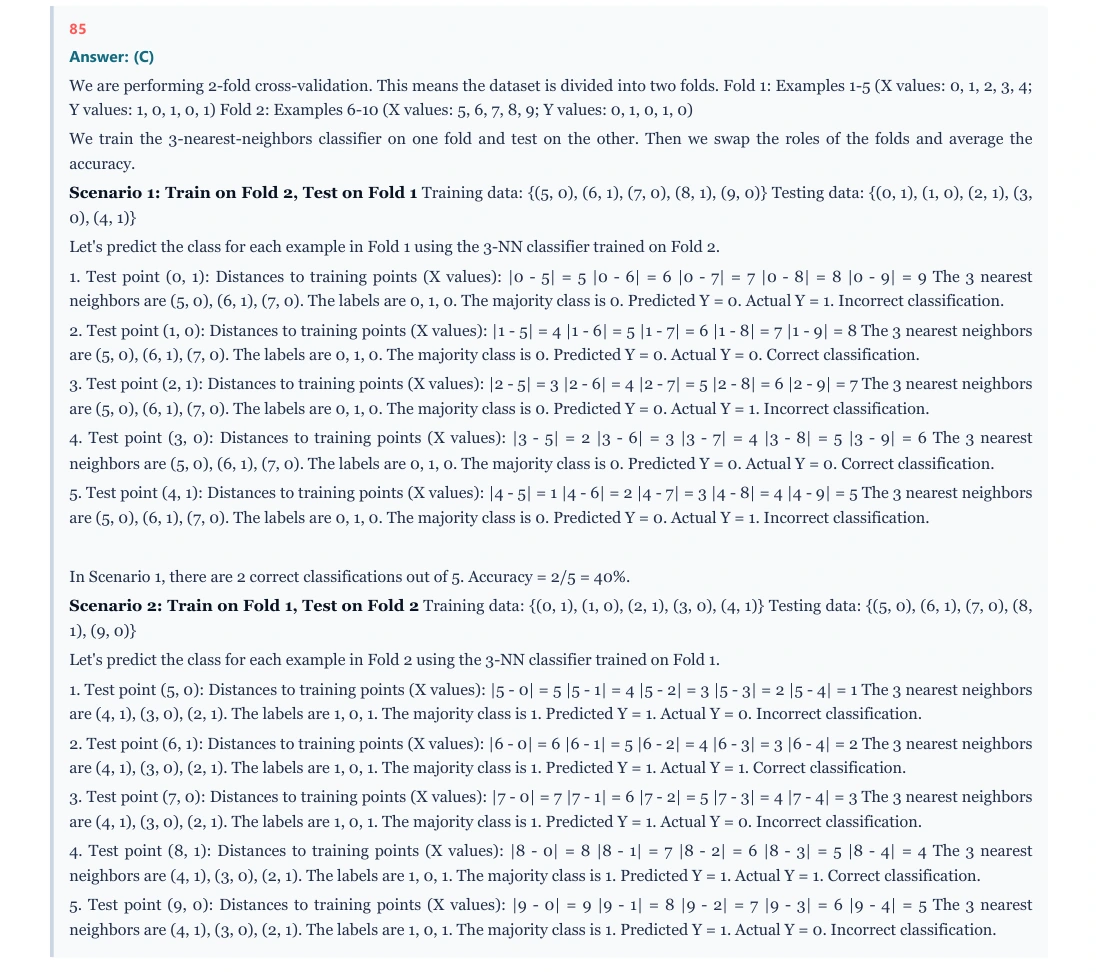 85
Answer: (C)
We are performing 2-fold cross-validation. This means the dataset is divided into two folds. Fold 1: Examples 1-5 (X values: 0, 1, 2, 3, 4;
Y values: 1, 0, 1, 0, 1) Fold 2: Examples 6-10 (X values: 5, 6, 7, 8, 9; Y values: 0, 1, 0, 1, 0)
We train the 3-nearest-neighbors classifier on one fold and test on the other. Then we swap the roles of the folds and average the
accuracy.
Scenario 1: Train on Fold 2, Test on Fold 1 Training data: {(5, 0), (6, 1), (7, 0), (8, 1), (9, 0)} Testing data: {(0, 1), (1, 0), (2, 1), (3,
0), (4, 1)}
Let's predict the class for each example in Fold 1 using the 3-NN classifier trained on Fold 2.
1. Test point (0, 1): Distances to training points (X values): |0 - 5| = 5 |0 - 6| = 6 |0 - 7| = 7 |0 - 8| = 8 |0 - 9| = 9 The 3 nearest
neighbors are (5, 0), (6, 1), (7, 0). The labels are 0, 1, 0. The majority class is 0. Predicted Y = 0. Actual Y = 1. Incorrect classification.
2. Test point (1, 0): Distances to training points (X values): |1 - 5| = 4 |1 - 6| = 5 |1 - 7| = 6 |1 - 8| = 7 |1 - 9| = 8 The 3 nearest neighbors
are (5, 0), (6, 1), (7, 0). The labels are 0, 1, 0. The majority class is 0. Predicted Y = 0. Actual Y = 0. Correct classification.
3. Test point (2, 1): Distances to training points (X values): |2 - 5| = 3 |2 - 6| = 4 |2 - 7| = 5 |2 - 8| = 6 |2 - 9| = 7 The 3 nearest neighbors
are (5, 0), (6, 1), (7, 0). The labels are 0, 1, 0. The majority class is 0. Predicted Y = 0. Actual Y = 1. Incorrect classification.
4. Test point (3, 0): Distances to training points (X values): |3 - 5| = 2 |3 - 6| = 3 |3 - 7| = 4 |3 - 8| = 5 |3 - 9| = 6 The 3 nearest
neighbors are (5, 0), (6, 1), (7, 0). The labels are 0, 1, 0. The majority class is 0. Predicted Y = 0. Actual Y = 0. Correct classification.
5. Test point (4, 1): Distances to training points (X values): |4 - 5| = 1 |4 - 6| = 2 |4 - 7| = 3 |4 - 8| = 4 |4 - 9| = 5 The 3 nearest neighbors
are (5, 0), (6, 1), (7, 0). The labels are 0, 1, 0. The majority class is 0. Predicted Y = 0. Actual Y = 1. Incorrect classification.
In Scenario 1, there are 2 correct classifications out of 5. Accuracy = 2/5 = 40%.
Scenario 2: Train on Fold 1, Test on Fold 2 Training data: {(0, 1), (1, 0), (2, 1), (3, 0), (4, 1)} Testing data: {(5, 0), (6, 1), (7, 0), (8,
1), (9, 0)}
Let's predict the class for each example in Fold 2 using the 3-NN classifier trained on Fold 1.
1. Test point (5, 0): Distances to training points (X values): |5 - 0| = 5 |5 - 1| = 4 |5 - 2| = 3 |5 - 3| = 2 |5 - 4| = 1 The 3 nearest neighbors
are (4, 1), (3, 0), (2, 1). The labels are 1, 0, 1. The majority class is 1. Predicted Y = 1. Actual Y = 0. Incorrect classification.
2. Test point (6, 1): Distances to training points (X values): |6 - 0| = 6 |6 - 1| = 5 |6 - 2| = 4 |6 - 3| = 3 |6 - 4| = 2 The 3 nearest neighbors
are (4, 1), (3, 0), (2, 1). The labels are 1, 0, 1. The majority class is 1. Predicted Y = 1. Actual Y = 1. Correct classification.
3. Test point (7, 0): Distances to training points (X values): |7 - 0| = 7 |7 - 1| = 6 |7 - 2| = 5 |7 - 3| = 4 |7 - 4| = 3 The 3 nearest neighbors
are (4, 1), (3, 0), (2, 1). The labels are 1, 0, 1. The majority class is 1. Predicted Y = 1. Actual Y = 0. Incorrect classification.
4. Test point (8, 1): Distances to training points (X values): |8 - 0| = 8 |8 - 1| = 7 |8 - 2| = 6 |8 - 3| = 5 |8 - 4| = 4 The 3 nearest
neighbors are (4, 1), (3, 0), (2, 1). The labels are 1, 0, 1. The majority class is 1. Predicted Y = 1. Actual Y = 1. Correct classification.
5. Test point (9, 0): Distances to training points (X values): |9 - 0| = 9 |9 - 1| = 8 |9 - 2| = 7 |9 - 3| = 6 |9 - 4| = 5 The 3 nearest
neighbors are (4, 1), (3, 0), (2, 1). The labels are 1, 0, 1. The majority class is 1. Predicted Y = 1. Actual Y = 0. Incorrect classification.